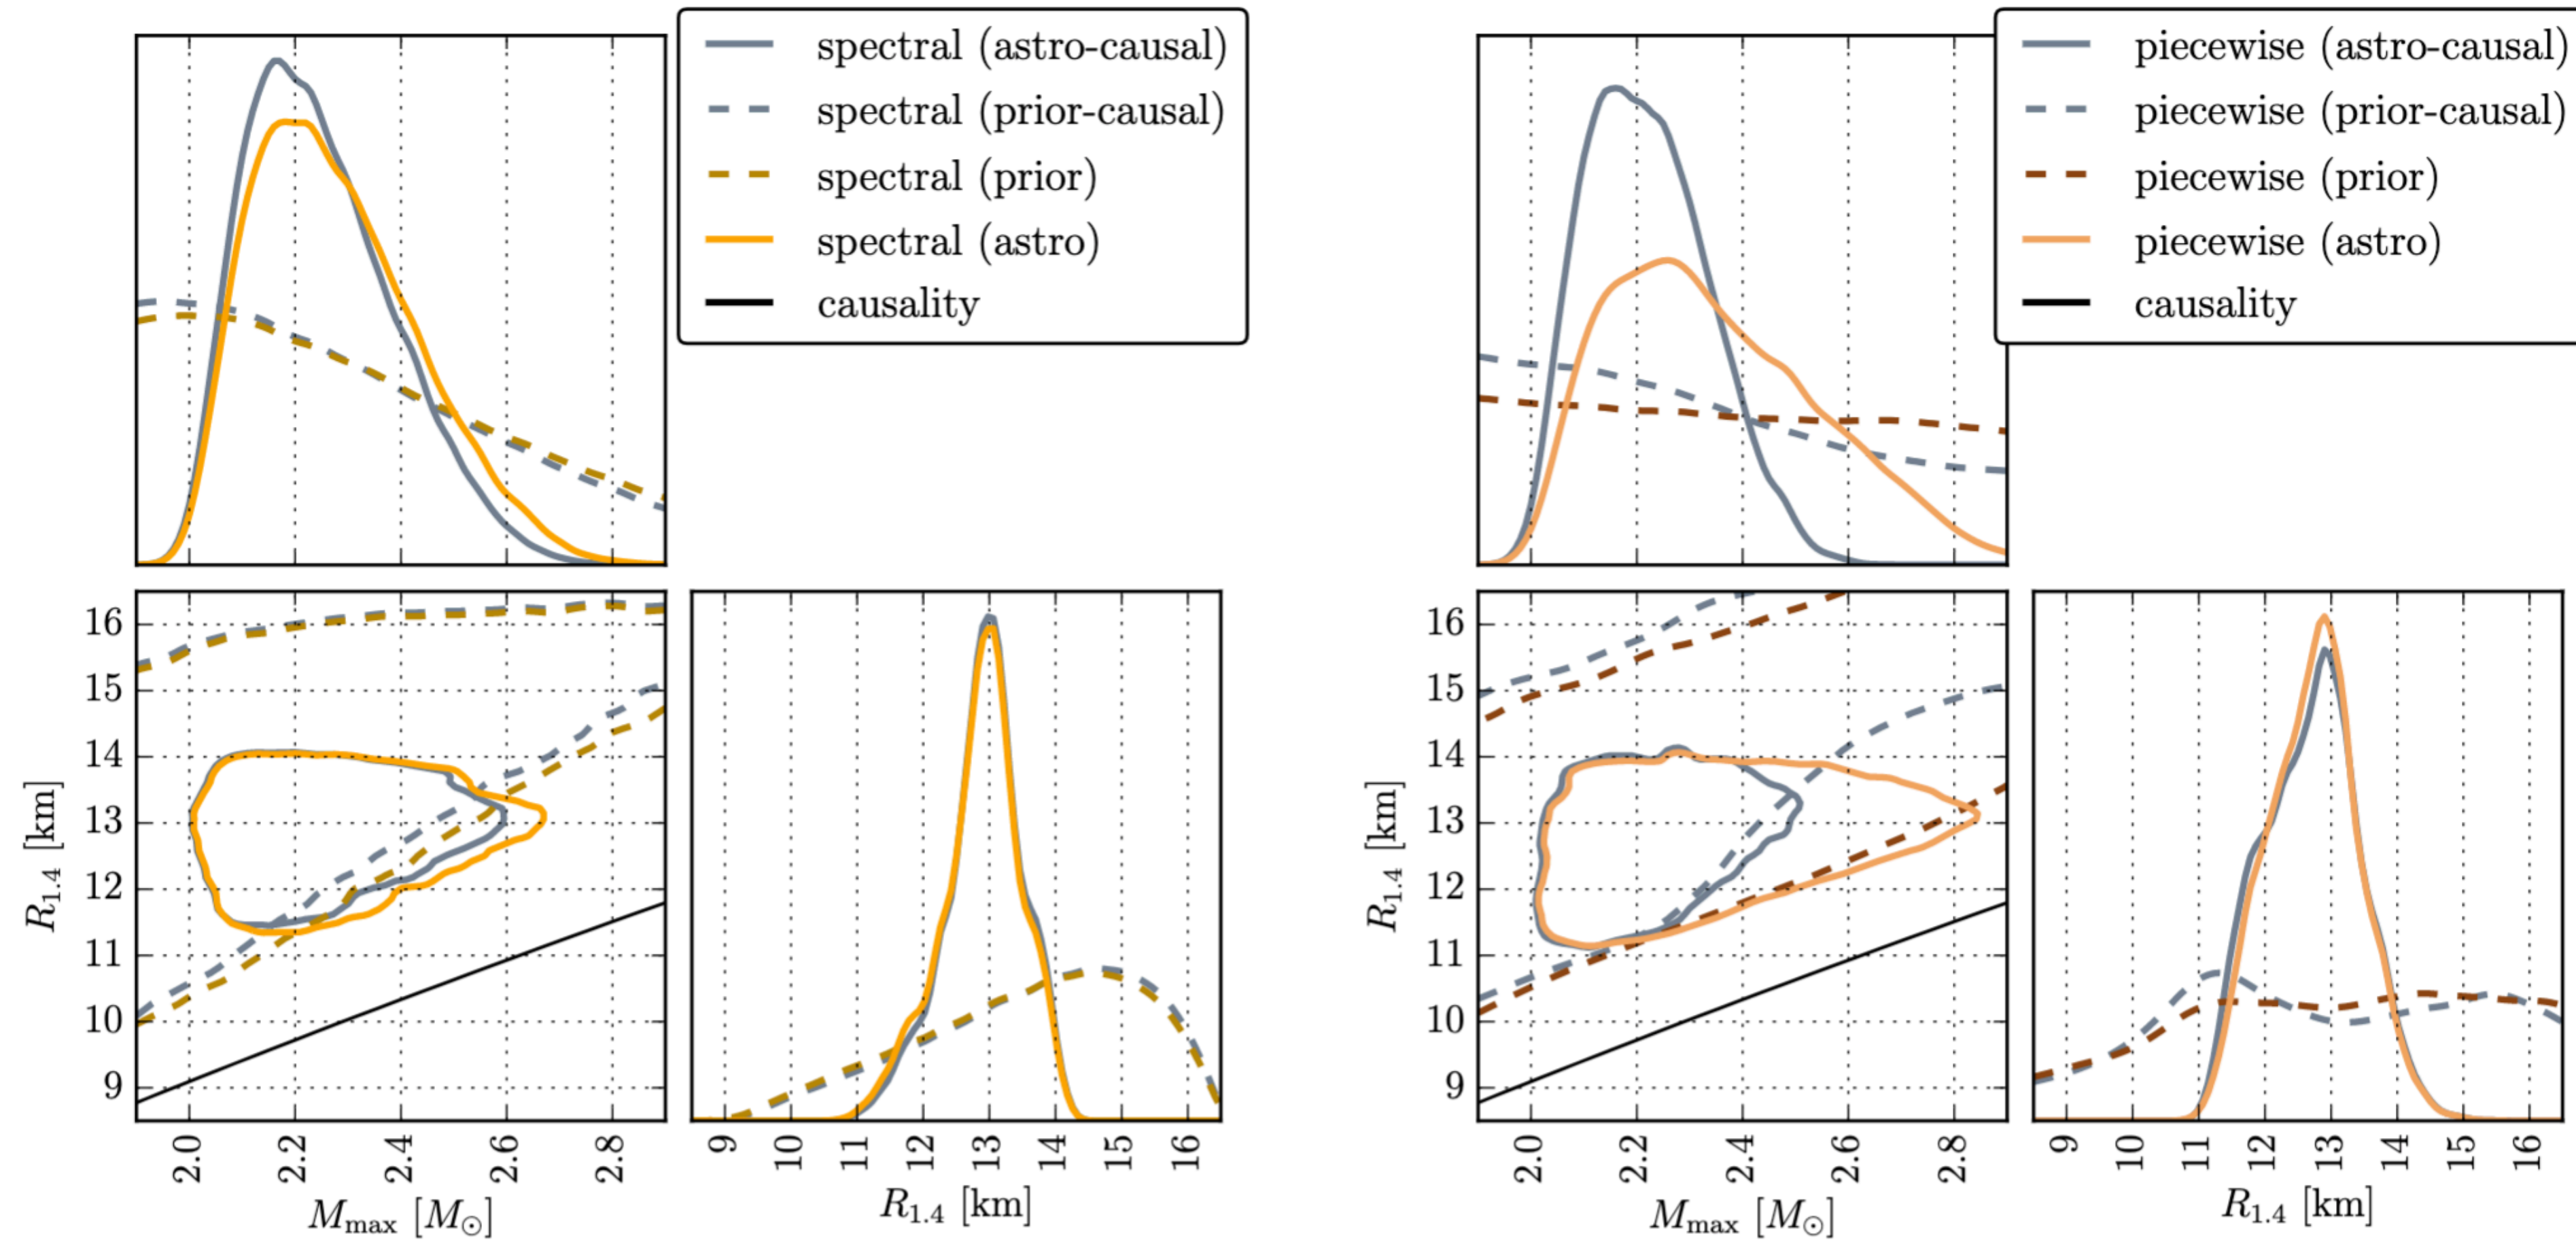 spectral (astro-causal)
spectral (prior-causal)
spectral (prior)
spectral (astro)
causality
16
15
14
13
12
11
10
9
R1.4 [km]
2.0 2.2 2.4 2.6 2.8
Mmax [M⊙]
9 10 11 12 13 14 15 16
R1.4 [km]
piecewise (astro-causal)
piecewise (prior-causal)
piecewise (prior)
piecewise (astro)
causality
16
15
14
13
12
11
10
9
R1.4 [km]
2.0 2.2 2.4 2.6 2.8
Mmax [M⊙]
9 10 11 12 13 14 15 16
R1.4 [km]